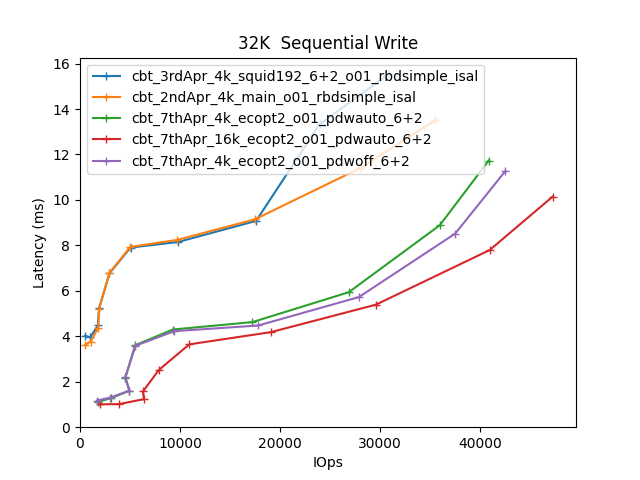 32K  Sequential Write
16
14
12
10
8
6
4
2
0
Latency (ms)
cbt_3rdApr_4k_squid192_6+2_o01_rbdsimple_isal
cbt_2ndApr_4k_main_o01_rbdsimple_isal
cbt_7thApr_4k_ecopt2_o01_pdwauto_6+2
cbt_7thApr_16k_ecopt2_o01_pdwauto_6+2
cbt_7thApr_4k_ecopt2_o01_pdwoff_6+2
0 10000 20000 30000 40000
IOps